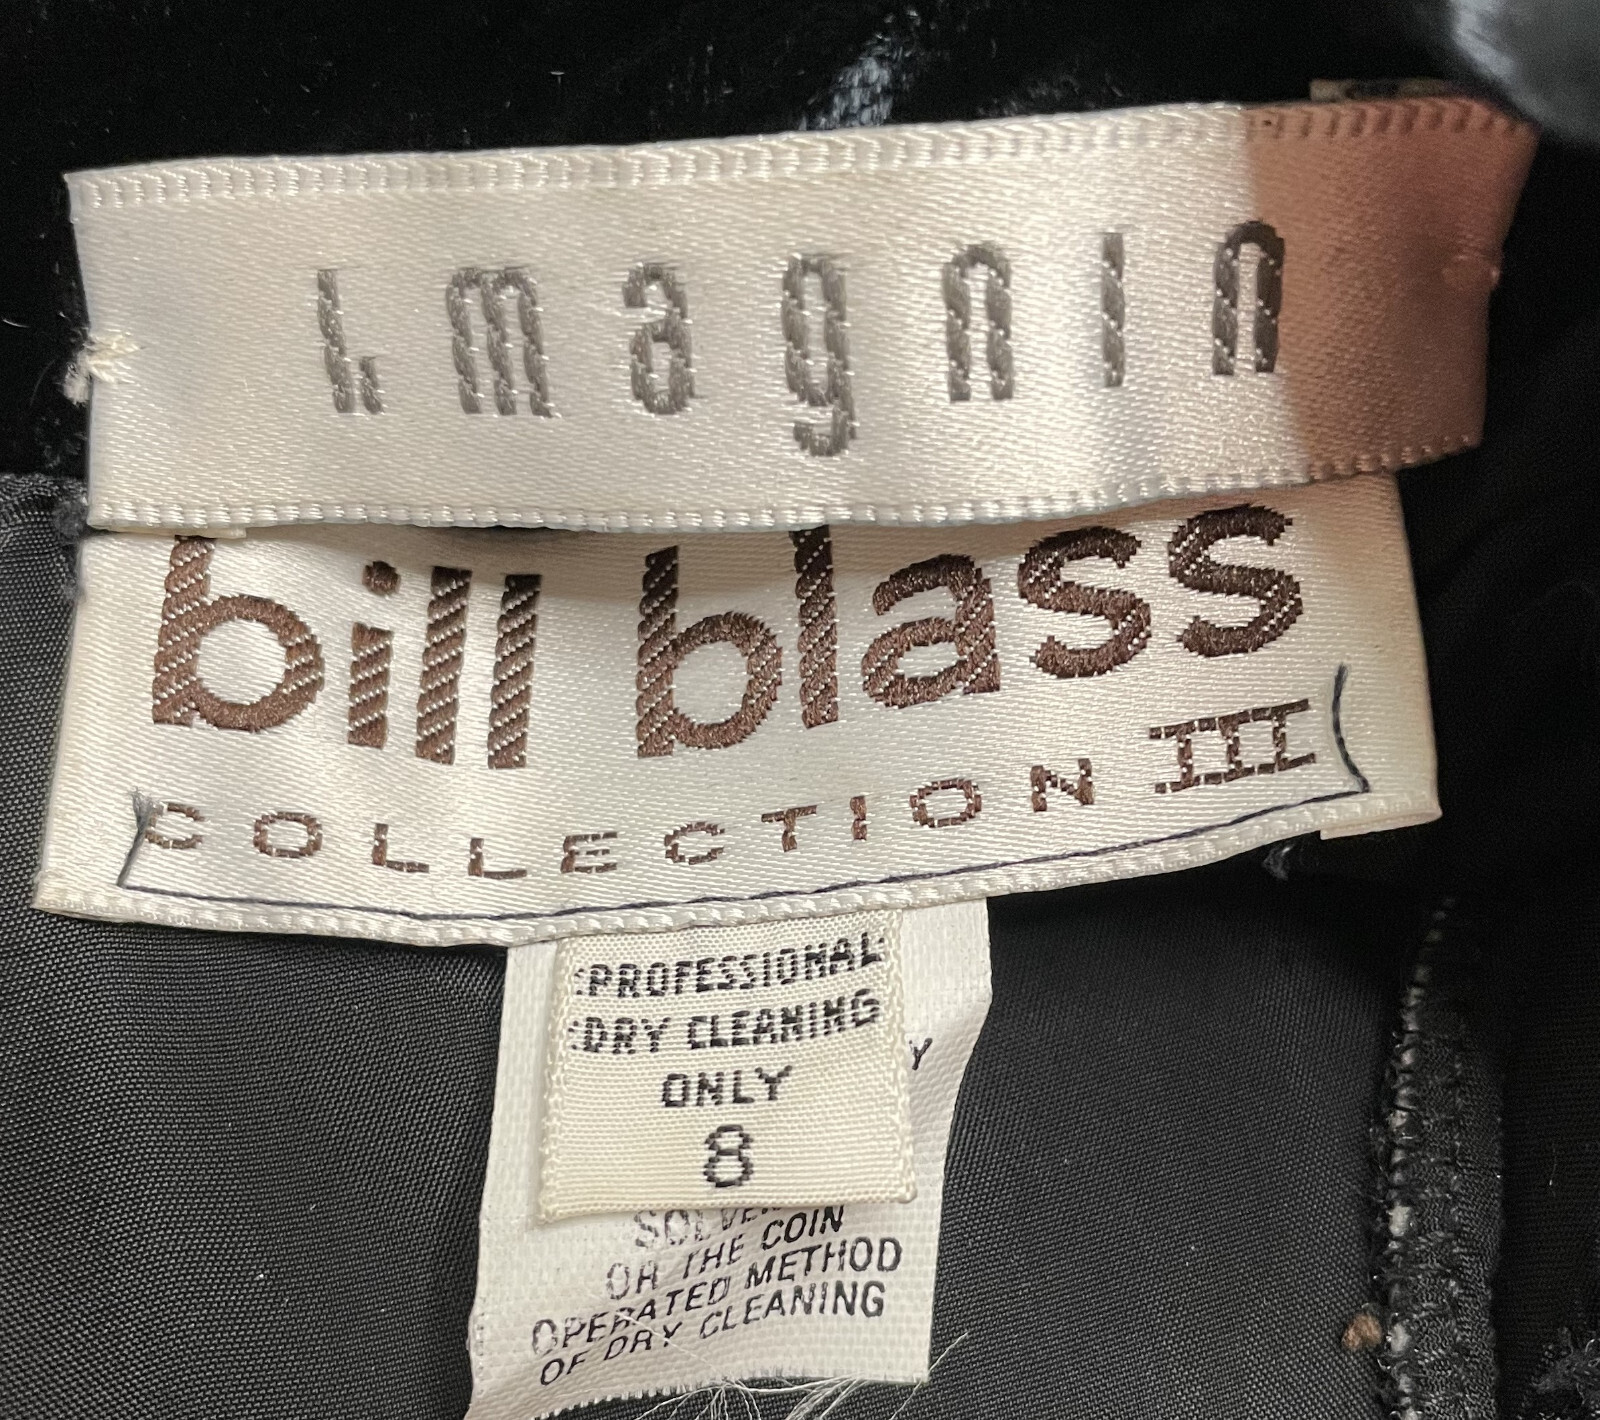 I. magnin
bill blass
COLLECTION III
PROFESSIONAL
DRY CLEANING
ONLY
8
OR THE COIN
OPERATED METHOD
OF DRY CLEANING